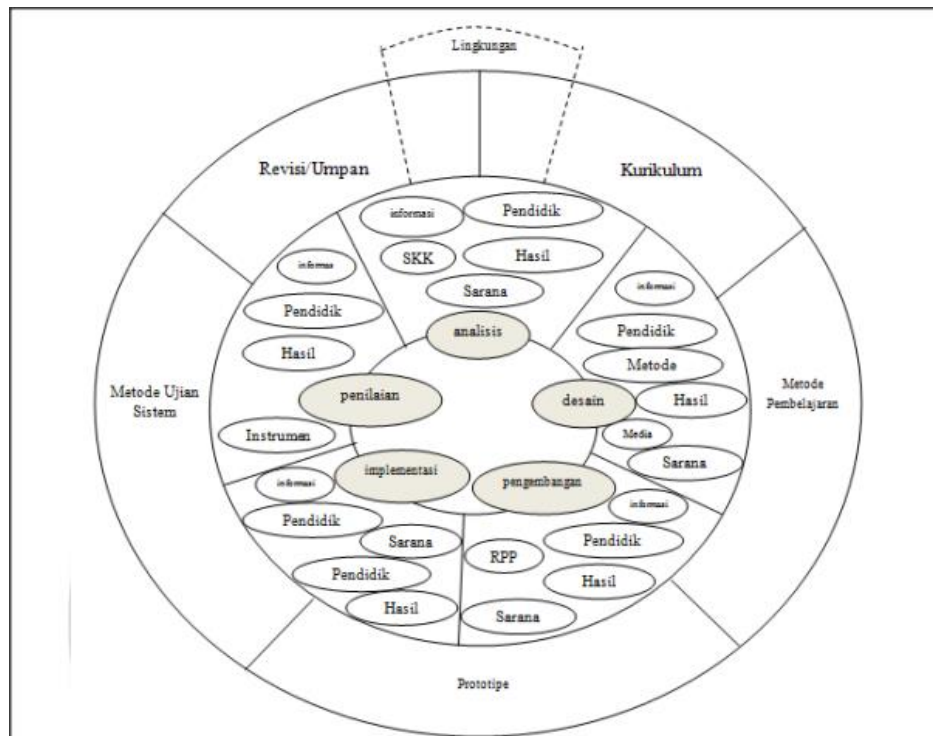 Lingkungan
Revisi/Umpan
Kurikulum
informasi
Pendidik
SKK
Hasil
Sarana
analisis
informas
Pendidik
Hasil
penilaian
Instrumen
informasi
Pendidik
Metode
desain
Hasil
Media
Sarana
Metode Ujian
Sistem
Metode
Pembelajaran
implementasi
informasi
Pendidik
Sarana
Pendidik
Hasil
pengembangan
informasi
Pendidik
RPP
Hasil
Sarana
Prototipe